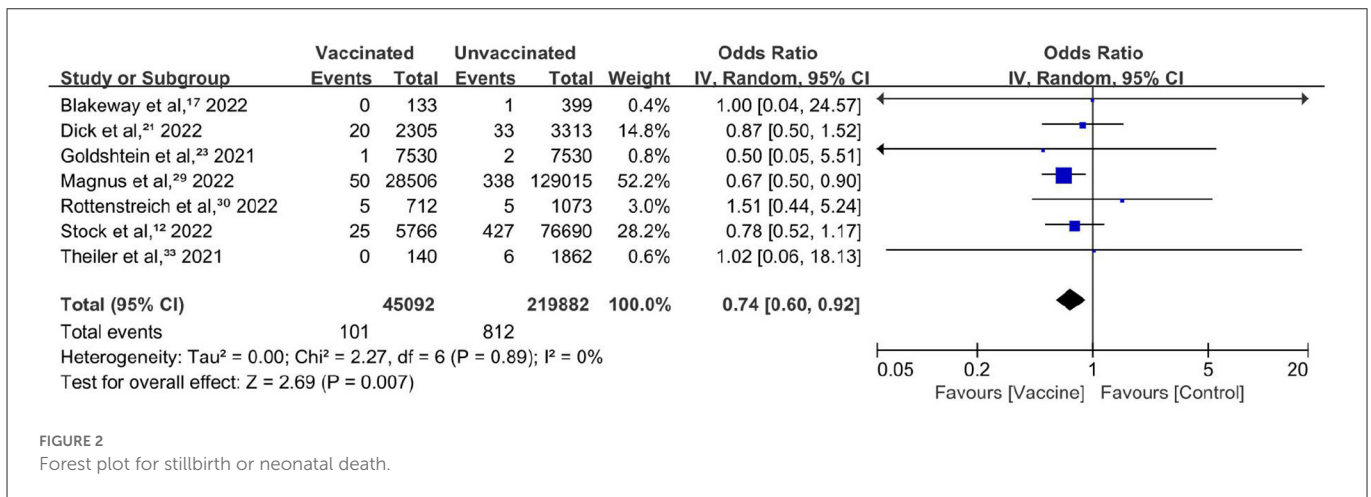 Vaccinated Unvaccinated Odds Ratio Odds Ratio
Study or Subgroup Events Total Events Total Weight IV, Random, 95% CI IV, Random, 95% CI
Blakeway et al,¹⁷ 2022 0 133 1 399 0.4% 1.00 [0.04, 24.57]
Dick et al,²¹ 2022 20 2305 33 3313 14.8% 0.87 [0.50, 1.52]
Goldshtein et al,²³ 2021 1 7530 2 7530 0.8% 0.50 [0.05, 5.51]
Magnus et al,²⁹ 2022 50 28506 338 129015 52.2% 0.67 [0.50, 0.90]
Rottenstreich et al,³⁰ 2022 5 712 5 1073 3.0% 1.51 [0.44, 5.24]
Stock et al,¹² 2022 25 5766 427 76690 28.2% 0.78 [0.52, 1.17]
Theiler et al,³³ 2021 0 140 6 1862 0.6% 1.02 [0.06, 18.13]
Total (95% CI) 45092 219882 100.0% 0.74 [0.60, 0.92]
Total events 101 812
Heterogeneity: Tau² = 0.00; Chi² = 2.27, df = 6 (P = 0.89); I² = 0%
Test for overall effect: Z = 2.69 (P = 0.007)
0.05 0.2 1 5 20
Favours [Vaccine] Favours [Control]
FIGURE 2
Forest plot for stillbirth or neonatal death.